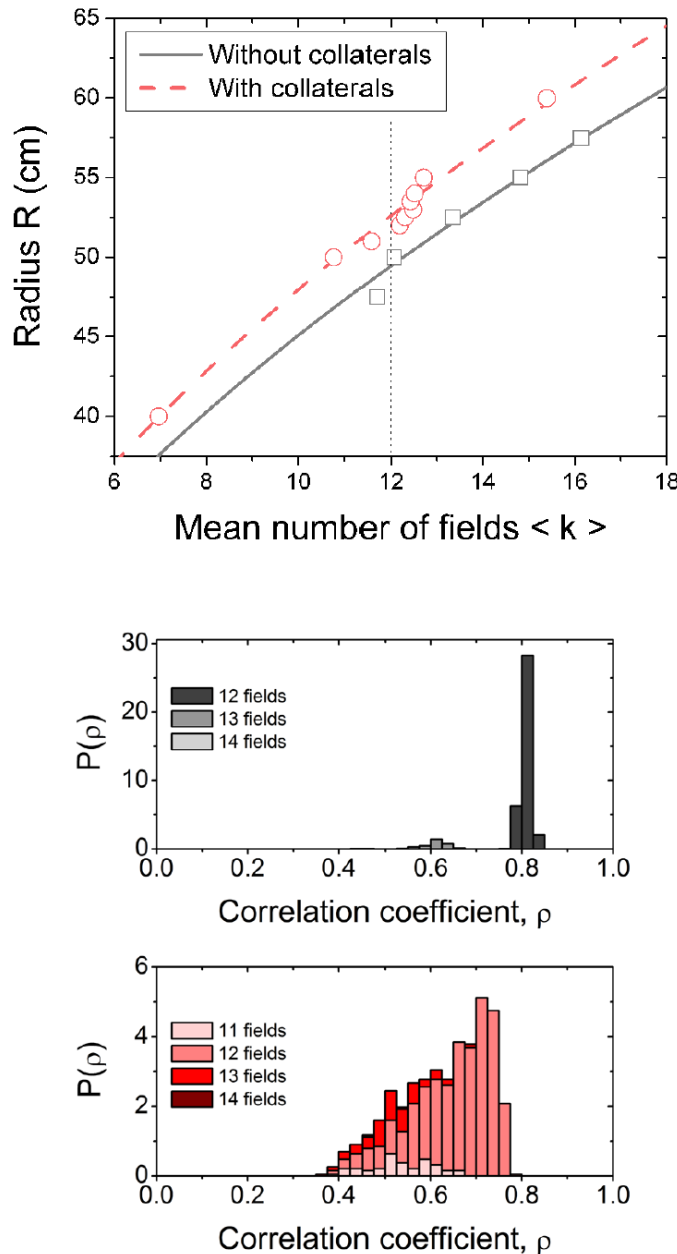 65
60
55
50
45
40
Radius R (cm)
Without collaterals
With collaterals
6 8 10 12 14 16 18
Mean number of fields < k >
30
20
10
0
P(ρ)
12 fields
13 fields
14 fields
0.0 0.2 0.4 0.6 0.8 1.0
Correlation coefficient, ρ
6
4
2
0
P(ρ)
11 fields
12 fields
13 fields
14 fields
0.0 0.2 0.4 0.6 0.8 1.0
Correlation coefficient, ρ